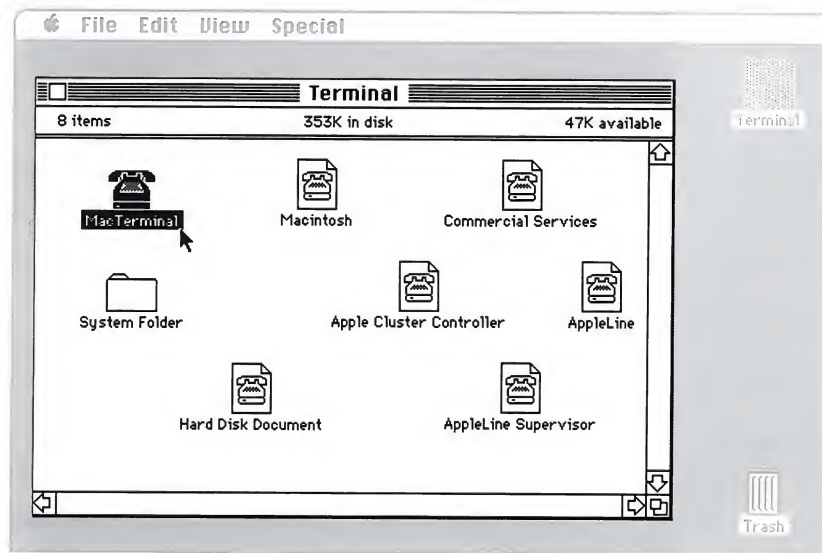 File Edit View Special
Terminal
8 items 353K in disk 47K available
Terminal
MacTerminal Macintosh Commercial Services
System Folder Apple Cluster Controller AppleLine
Hard Disk Document AppleLine Supervisor
Trash